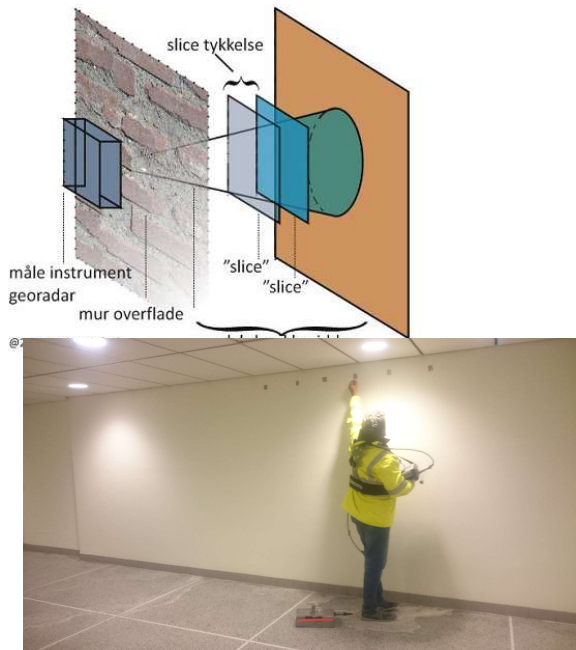 slice tykkelse
"slice"
"slice"
måle instrument
georadar
mur overflade